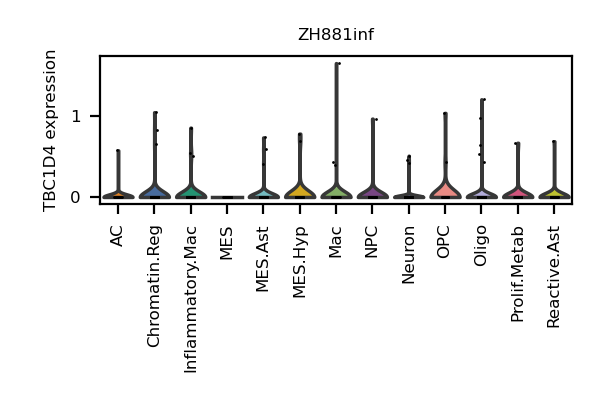 ZH881inf
TBC1D4 expression
1
0
AC
Chromatin.Reg
Inflammatory.Mac
MES
MES.Ast
MES.Hyp
Mac
NPC
Neuron
OPC
Oligo
Prolif.Metab
Reactive.Ast